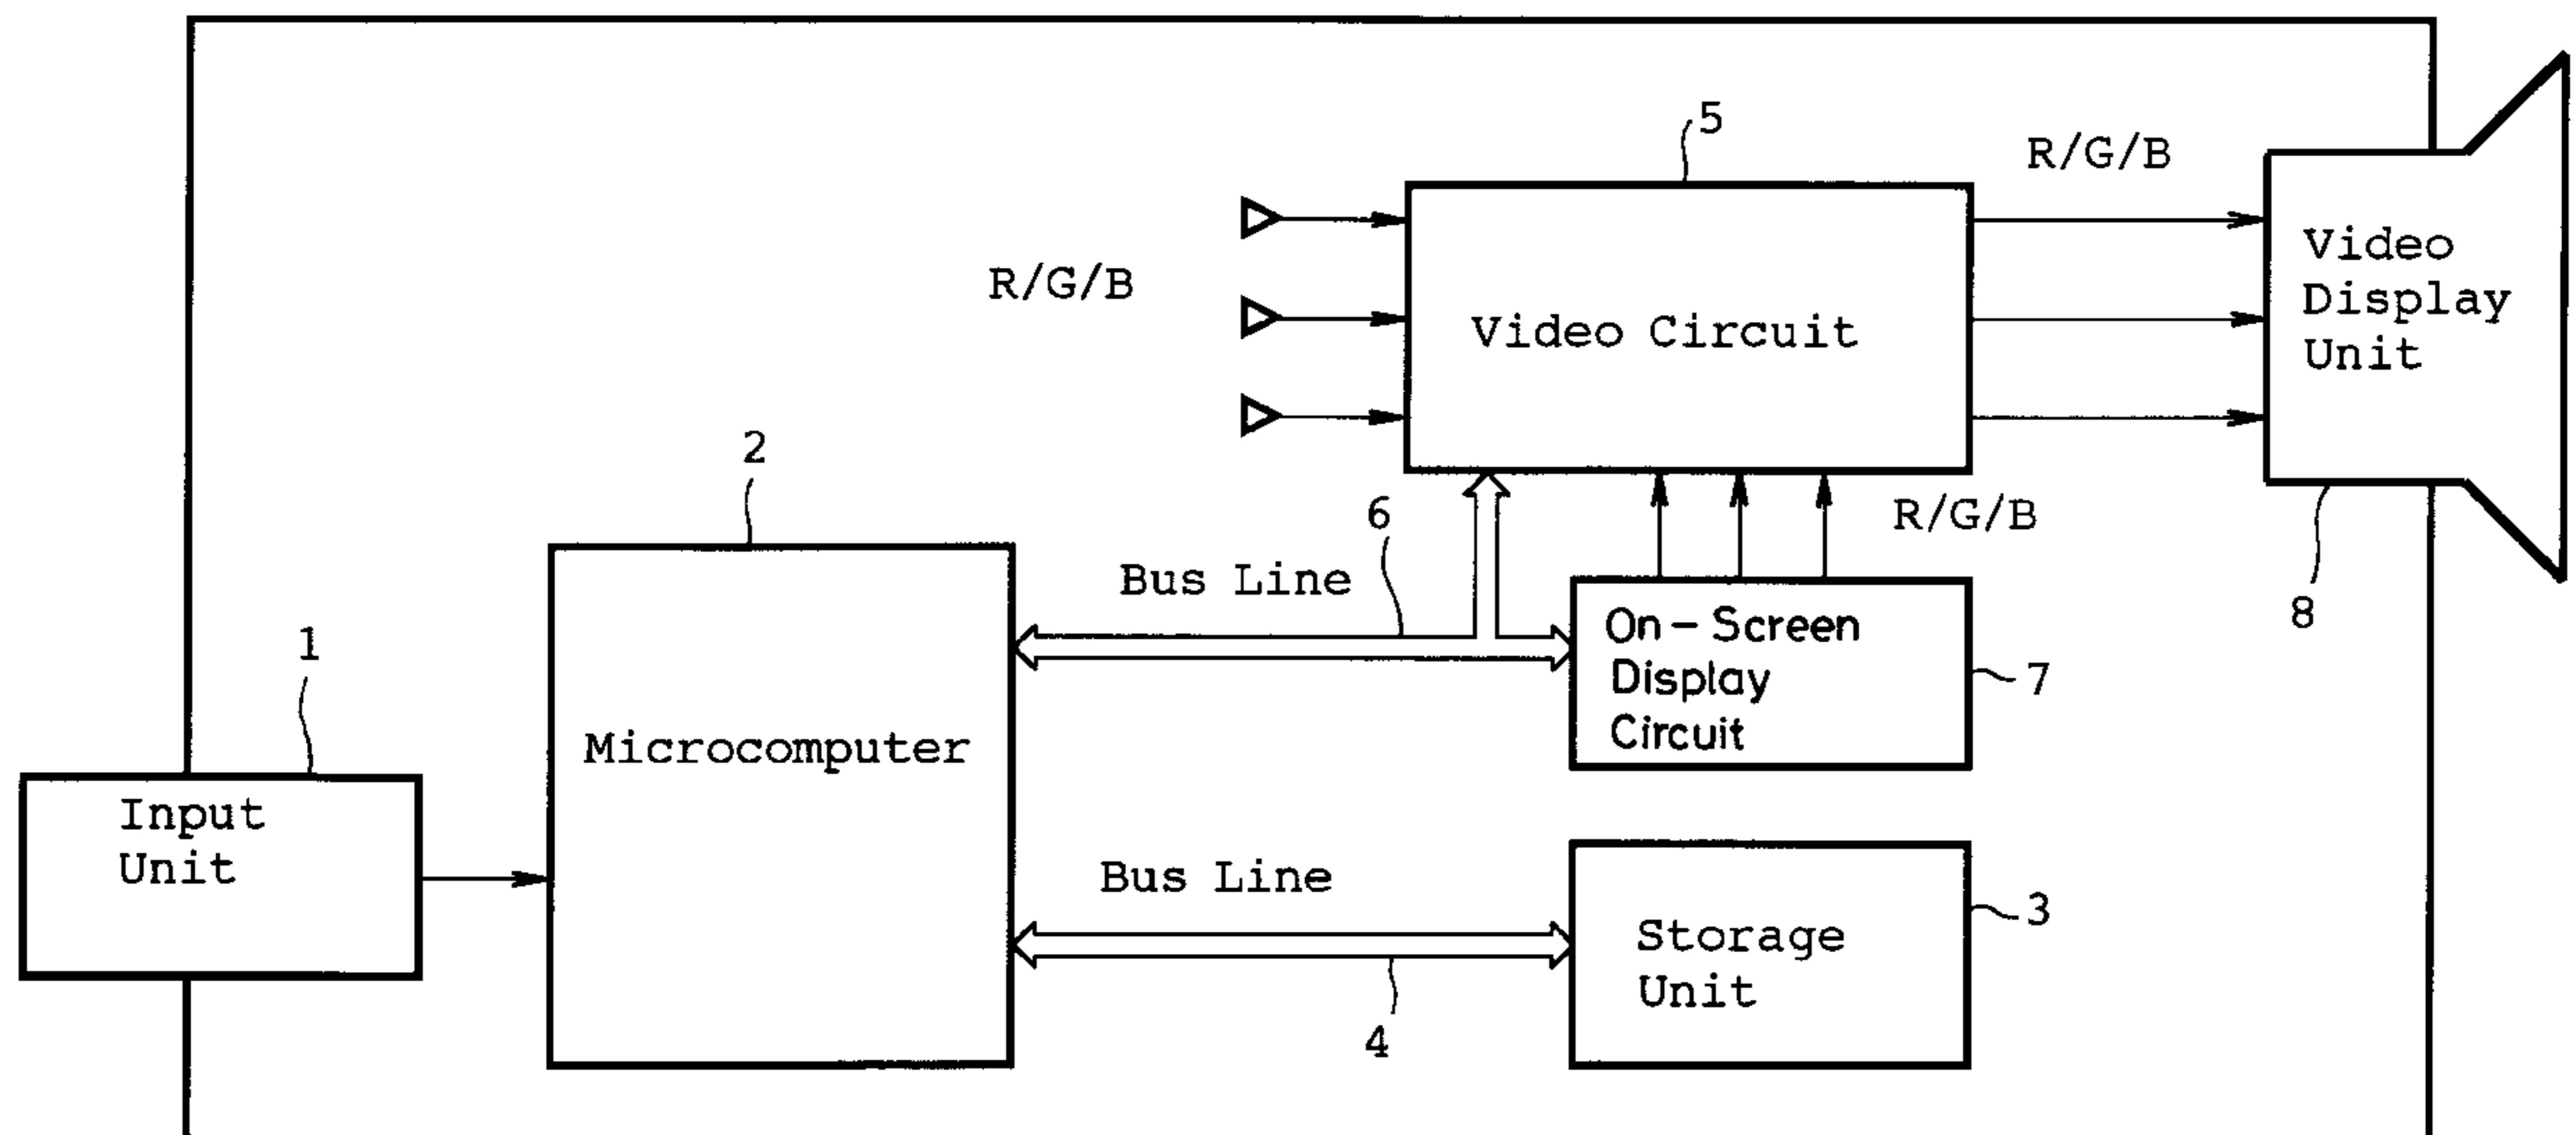 5
R/G/B
R/G/B
Video Circuit
Video
Display
Unit
2
6
R/G/B
8
Bus Line
On-Screen
Display
Circuit
7
1
Microcomputer
Input
Unit
Bus Line
3
Storage
Unit
4